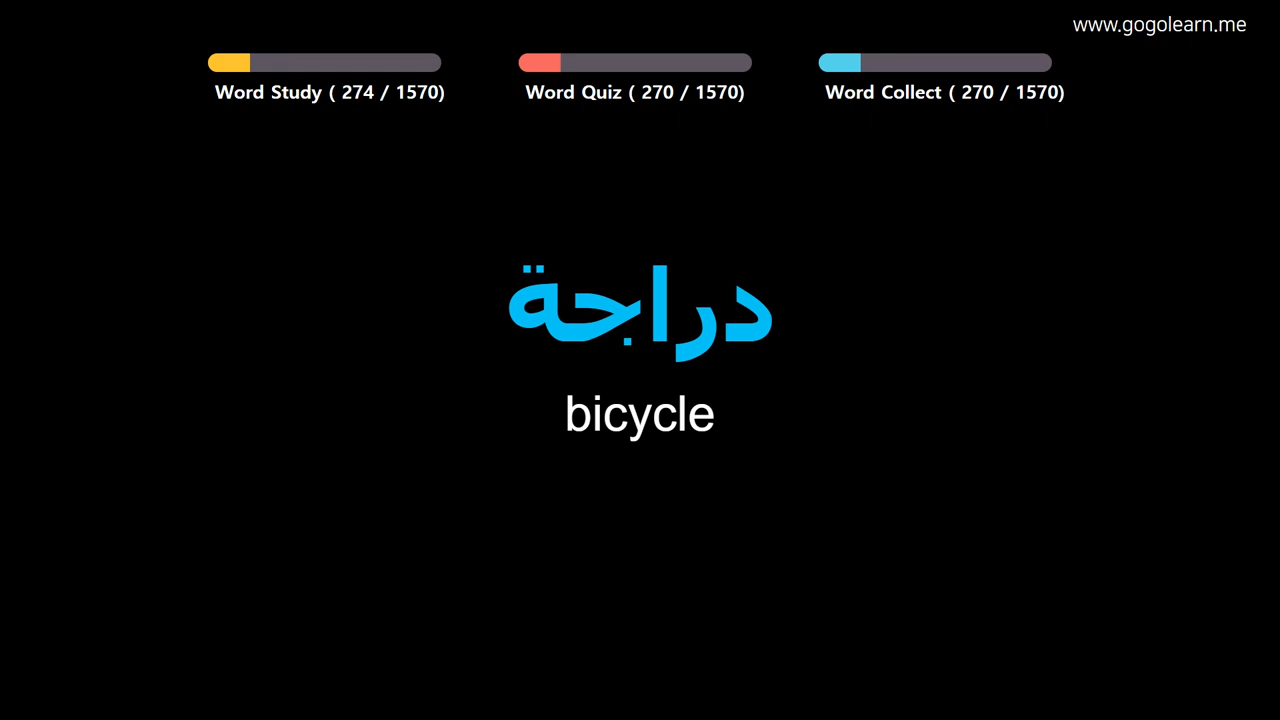 www.gogolearn.me
Word Study ( 274 / 1570)
Word Quiz ( 270 / 1570)
Word Collect ( 270 / 1570)
دراجة
bicycle